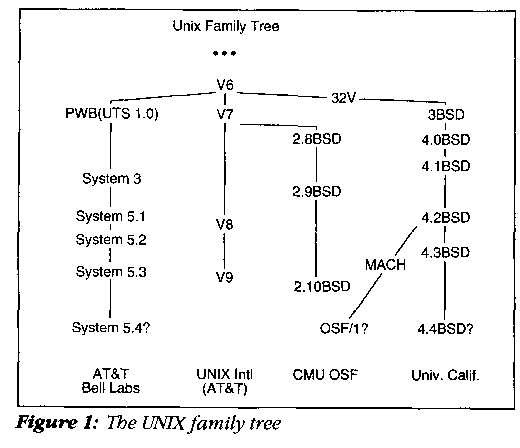 Unix Family Tree
•••
V6
32V
PWB(UTS 1.0) V7 3BSD
2.8BSD 4.0BSD
4.1BSD
System 3 2.9BSD
System 5.1 V8 4.2BSD
System 5.2
4.3BSD
System 5.3 V9 MACH
2.10BSD
System 5.4? OSF/1? 4.4BSD?
AT&T UNIX Intl CMU OSF Univ. Calif.
Bell Labs (AT&T)
Figure 1: The UNIX family tree